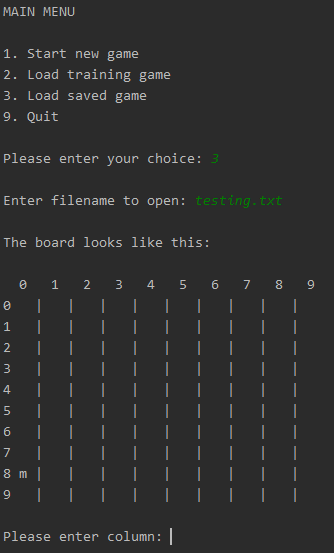 MAIN MENU
1. Start new game
2. Load training game
3. Load saved game
9. Quit
Please enter your choice: 3
Enter filename to open: testing.txt
The board looks like this:
0 1 2 3 4 5 6 7 8 9
0 | | | | | | | | |
1 | | | | | | | | |
2 | | | | | | | | |
3 | | | | | | | | |
4 | | | | | | | | |
5 | | | | | | | | |
6 | | | | | | | | |
7 | | | | | | | | |
8 m | | | | | | | | |
9 | | | | | | | | |
Please enter column: